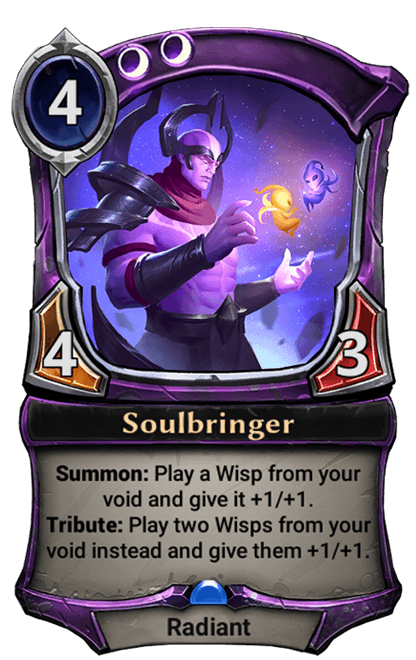 4
4
3
Soulbringer
Summon: Play a Wisp from your
void and give it +1/+1.
Tribute: Play two Wisps from your
void instead and give them +1/+1.
Radiant